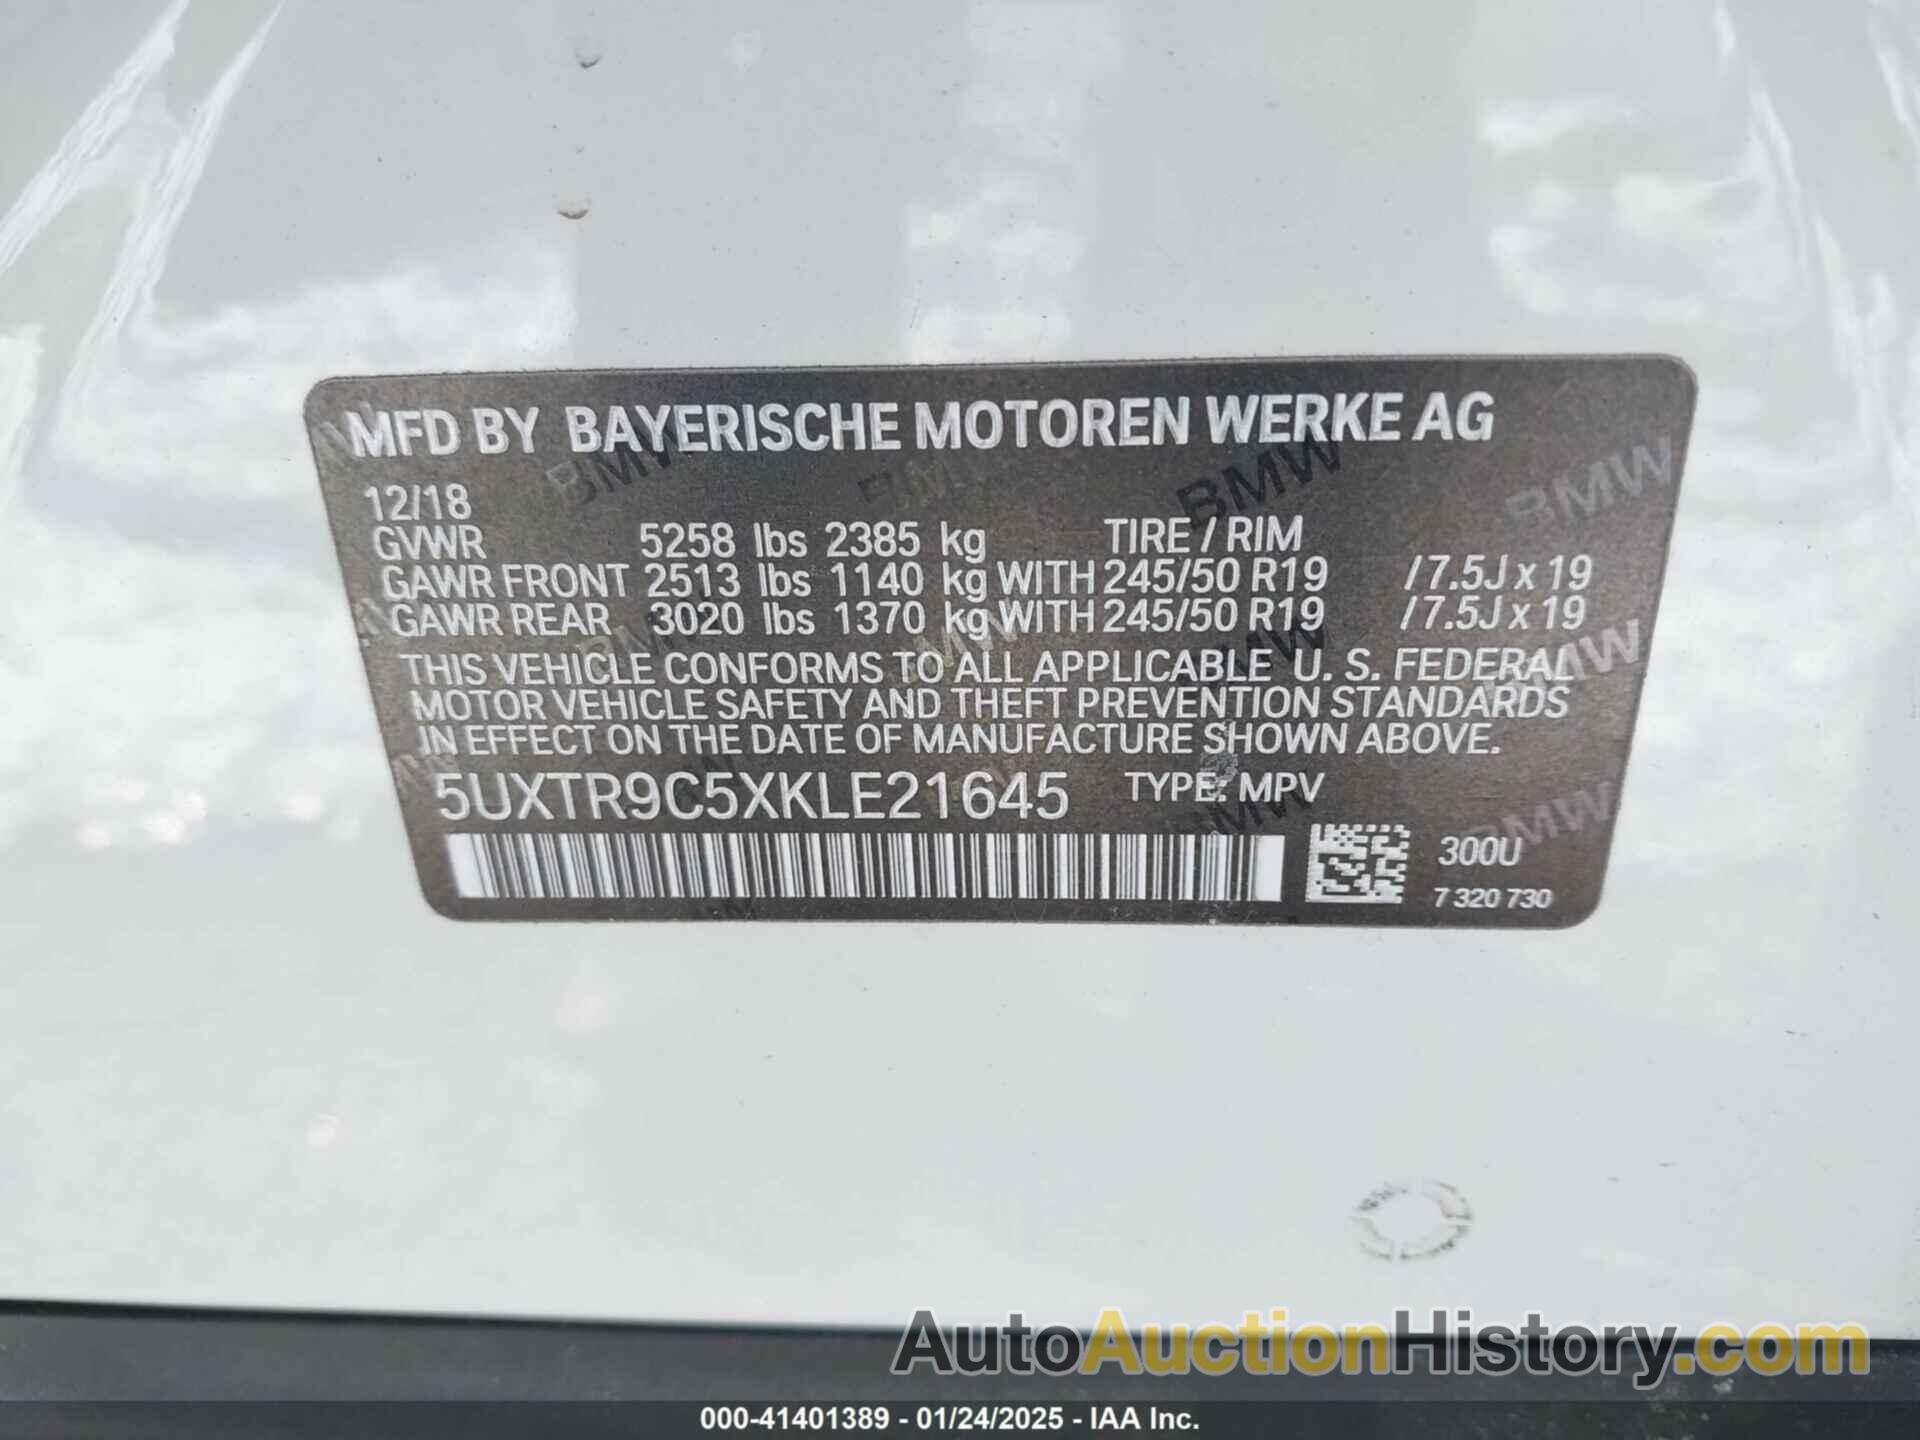 MFD BY BAYERISCHE MOTOREN WERKE AG
12/18
GVWR 5258 lbs 2385 kg TIRE / RIM
GAWR FRONT 2513 lbs 1140 kg WITH 245/50 R19 /7.5J x 19
GAWR REAR 3020 lbs 1370 kg WITH 245/50 R19 /7.5J x 19
THIS VEHICLE CONFORMS TO ALL APPLICABLE U. S. FEDERAL
MOTOR VEHICLE SAFETY AND THEFT PREVENTION STANDARDS
IN EFFECT ON THE DATE OF MANUFACTURE SHOWN ABOVE.
5UXTR9C5XKLE21645 TYPE: MPV
300U
7 320 730
AutoAuctionHistory.com
000-41401389 - 01/24/2025 - IAA Inc.